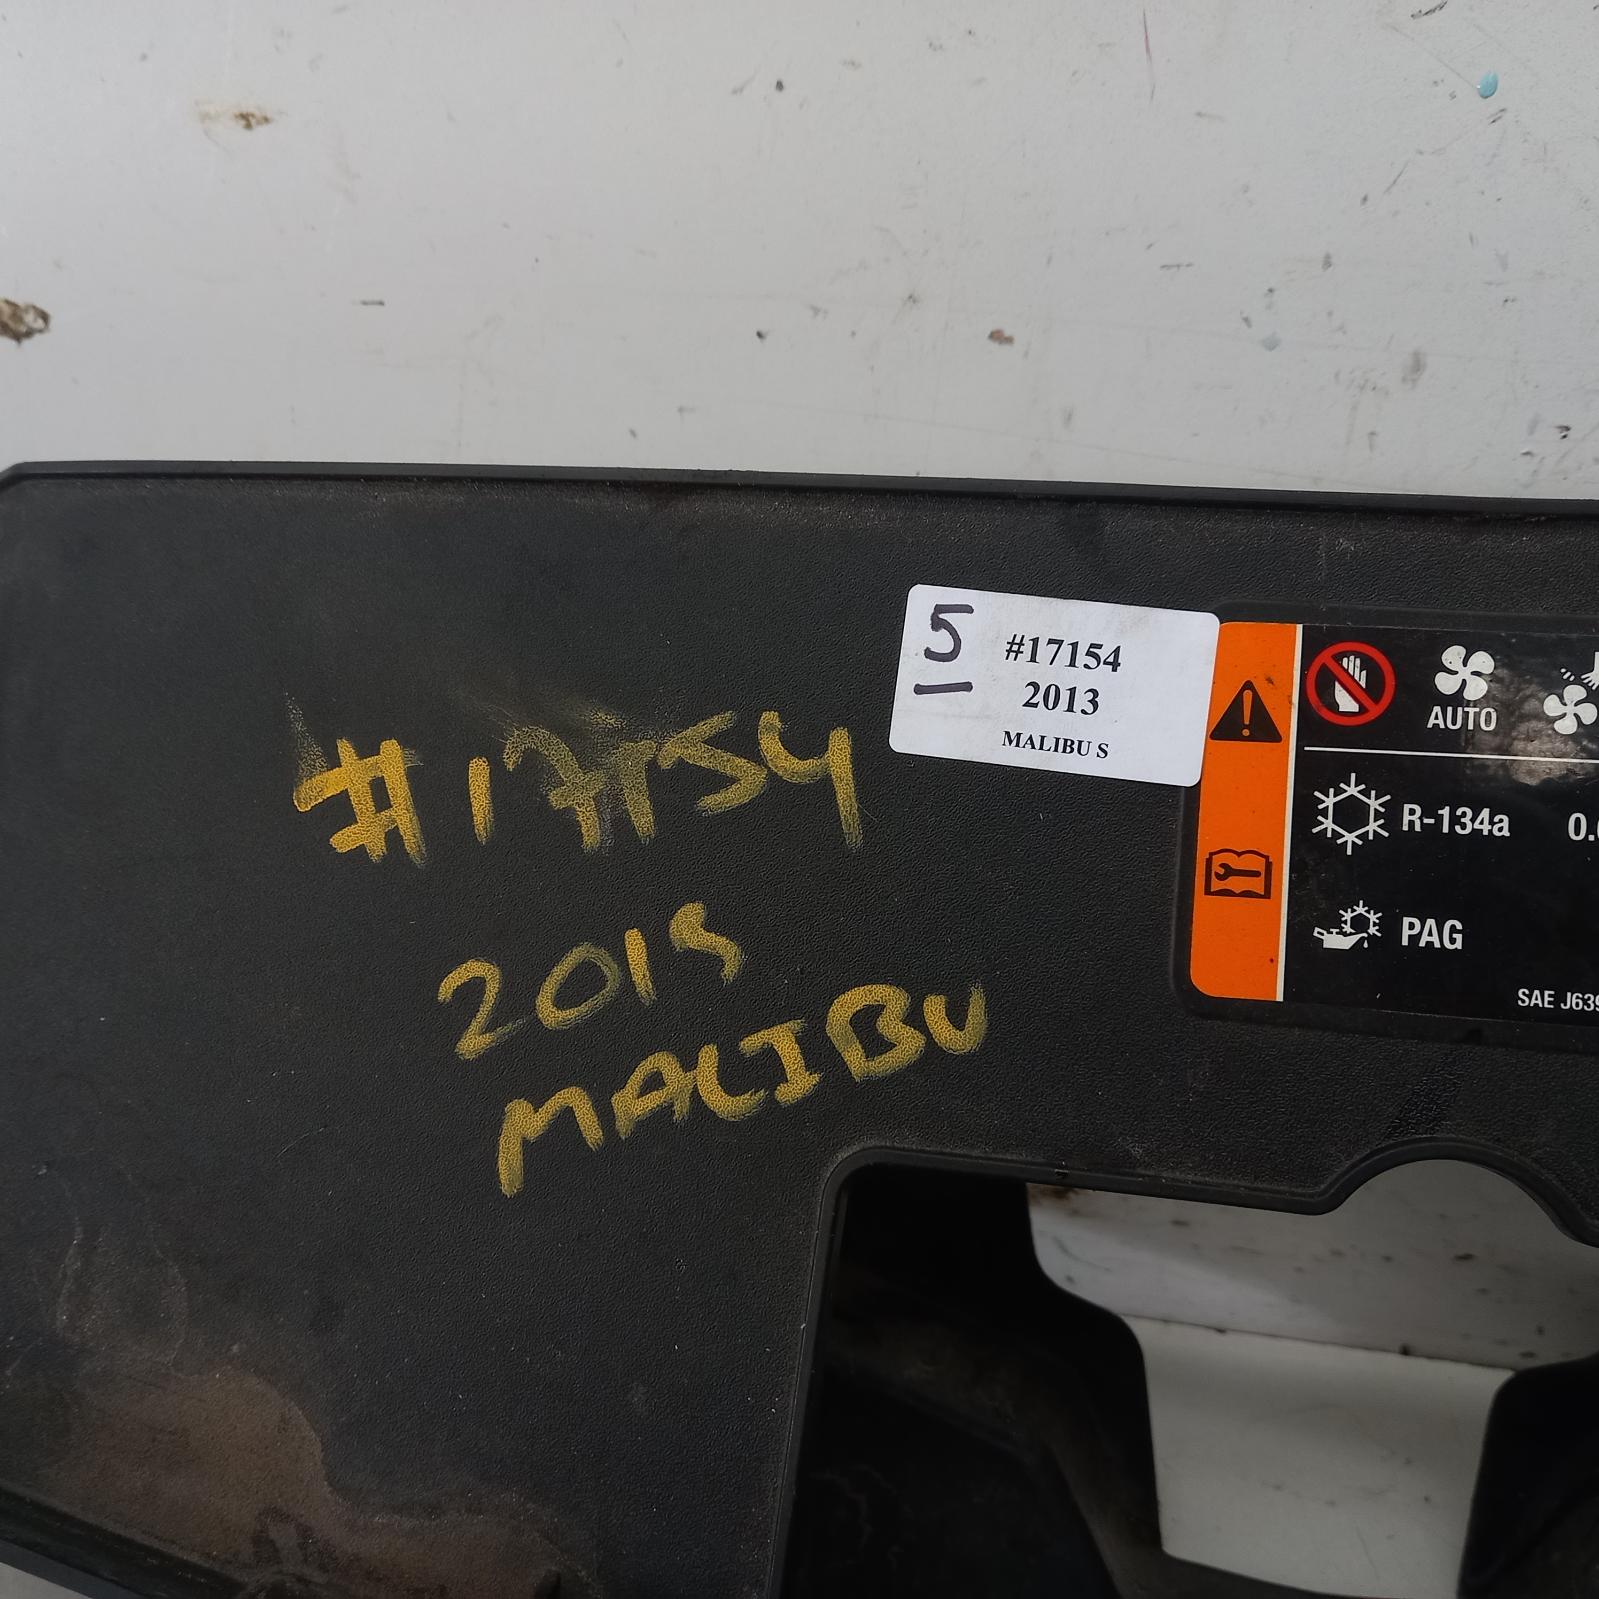 5
#17154
2013
MALIBU S
#17154
2013
MALIBU
AUTO
R-134a
PAG
SAE J639